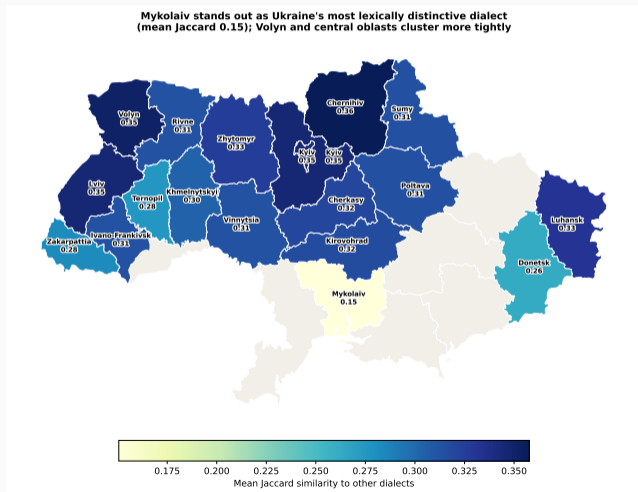 Mykolaiv stands out as Ukraine's most lexically distinctive dialect
(mean Jaccard 0.15); Volyn and central oblasts cluster more tightly
Chernihiv
0.36
Volyn
0.35
Sumy
0.31
Rivne
0.31
Zhytomyr
0.33
Kyiv
0.35
Kyiv
0.35
Lviv
0.35
Khmelnytskyi
0.30
Ternopil
0.28
Poltava
0.31
Cherkasy
0.32
Vinnytsia
0.31
Luhansk
0.33
Ivano-Frankivsk
0.31
Zakarpattia
0.28
Kirovohrad
0.32
Donetsk
0.26
Mykolaiv
0.15
0.175 0.200 0.225 0.250 0.275 0.300 0.325 0.350
Mean Jaccard similarity to other dialects